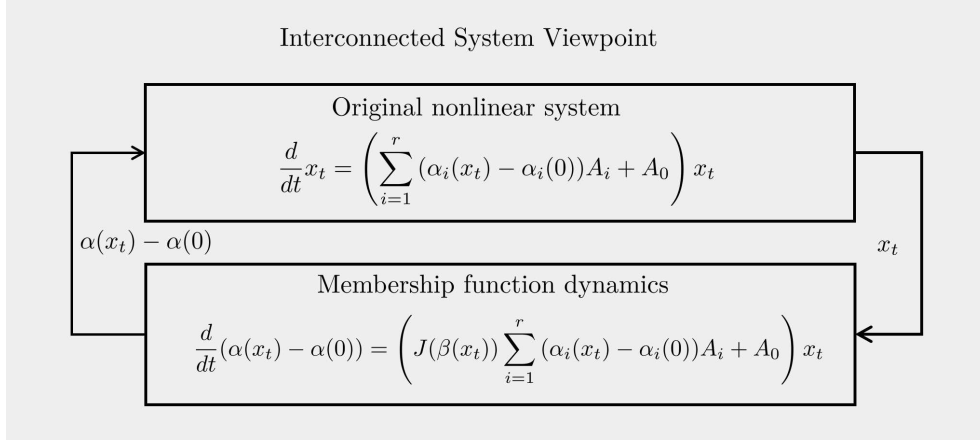 Interconnected System Viewpoint
Original nonlinear system
\frac{d}{dt}x_t = \left( \sum_{i=1}^{r} (\alpha_i(x_t) - \alpha_i(0))A_i + A_0 \right) x_t
\alpha(x_t) - \alpha(0)
x_t
Membership function dynamics
\frac{d}{dt}(\alpha(x_t) - \alpha(0)) = \left( J(\beta(x_t)) \sum_{i=1}^{r} (\alpha_i(x_t) - \alpha_i(0))A_i + A_0 \right) x_t